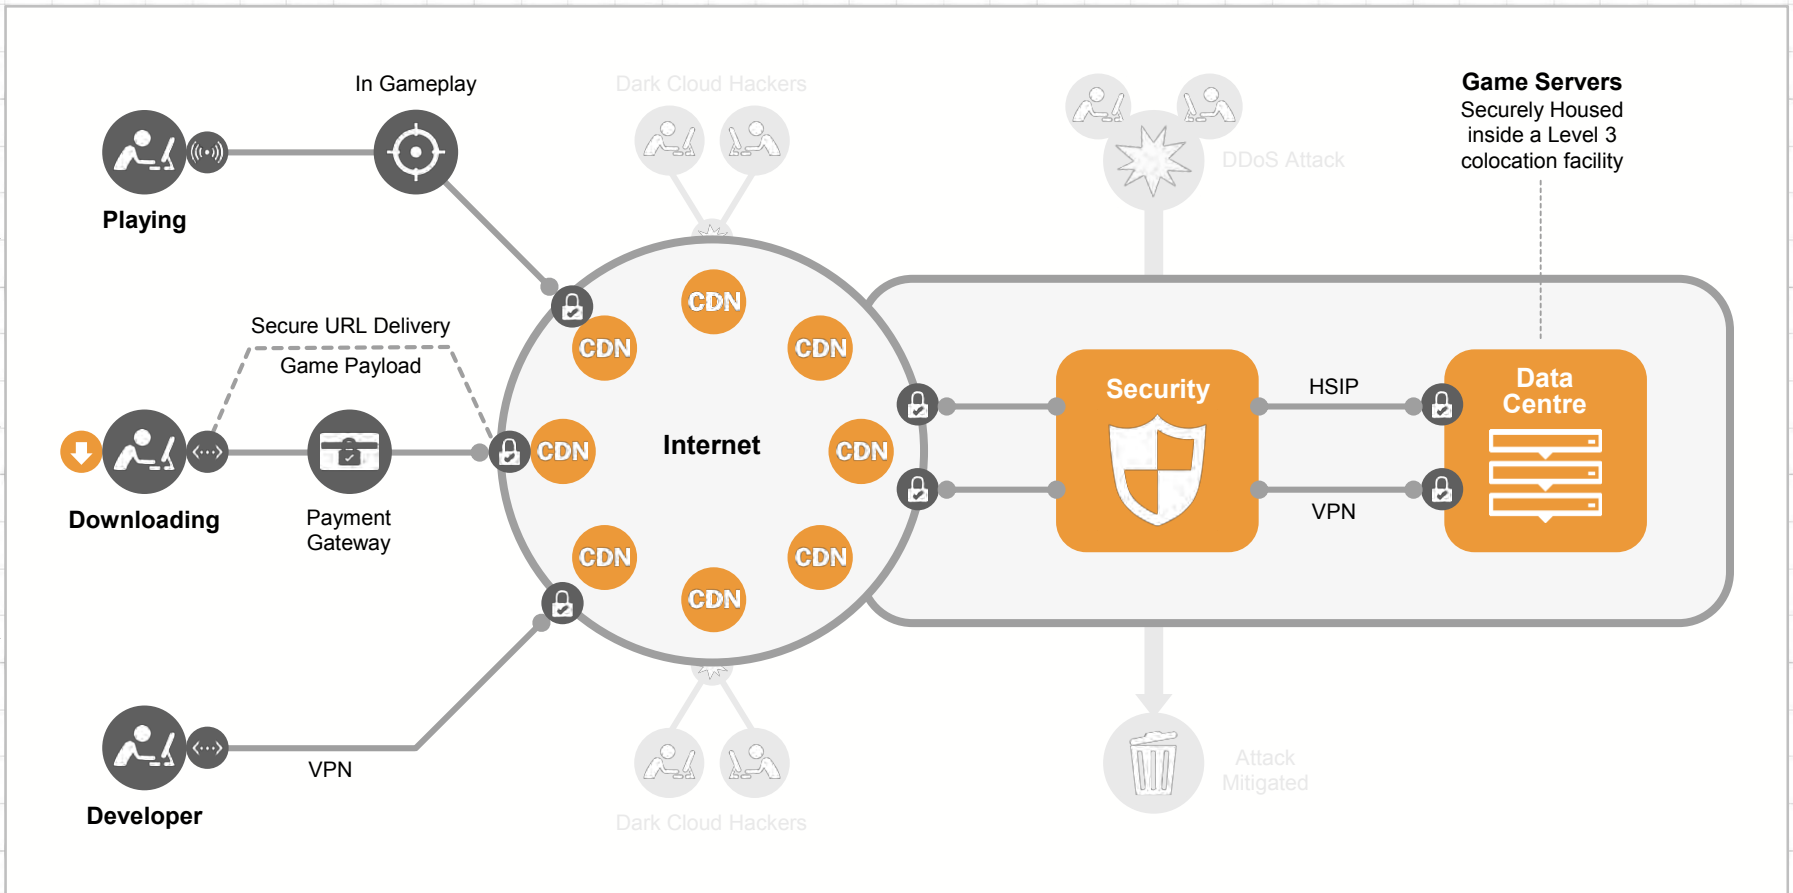 In Gameplay
Dark Cloud Hackers
Game Servers
Securely Housed
inside a Level 3
colocation facility
DDoS Attack
Playing
CDN
Secure URL Delivery
CDN
CDN
Game Payload
Security
HSIP
Data
Centre
Internet
CDN
CDN
Downloading
Payment
Gateway
VPN
CDN
CDN
CDN
VPN
Developer
Attack
Mitigated
Dark Cloud Hackers